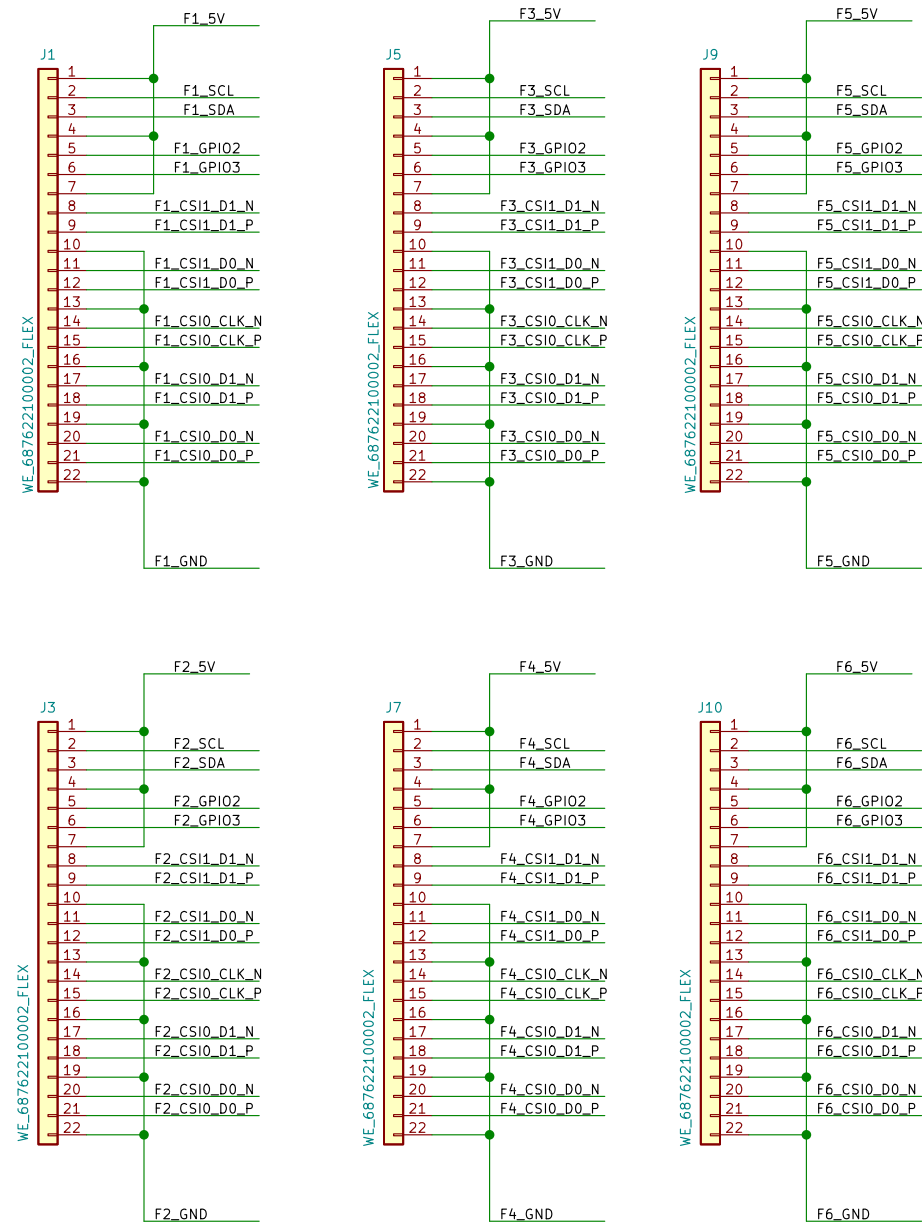 F1_5V
J1
1
2 F1_SCL
3 F1_SDA
4
5 F1_GPIO2
6 F1_GPIO3
7
8 F1_CSI1_D1_N
9 F1_CSI1_D1_P
10
11 F1_CSI1_D0_N
12 F1_CSI1_D0_P
13
14 F1_CSI0_CLK_N
15 F1_CSI0_CLK_P
16
17 F1_CSI0_D1_N
18 F1_CSI0_D1_P
19
20 F1_CSI0_D0_N
21 F1_CSI0_D0_P
22
WE_687622100002_FLEX
F1_GND
F3_5V
J5
1
2 F3_SCL
3 F3_SDA
4
5 F3_GPIO2
6 F3_GPIO3
7
8 F3_CSI1_D1_N
9 F3_CSI1_D1_P
10
11 F3_CSI1_D0_N
12 F3_CSI1_D0_P
13
14 F3_CSI0_CLK_N
15 F3_CSI0_CLK_P
16
17 F3_CSI0_D1_N
18 F3_CSI0_D1_P
19
20 F3_CSI0_D0_N
21 F3_CSI0_D0_P
22
WE_687622100002_FLEX
F3_GND
F5_5V
J9
1
2 F5_SCL
3 F5_SDA
4
5 F5_GPIO2
6 F5_GPIO3
7
8 F5_CSI1_D1_N
9 F5_CSI1_D1_P
10
11 F5_CSI1_D0_N
12 F5_CSI1_D0_P
13
14 F5_CSI0_CLK_N
15 F5_CSI0_CLK_P
16
17 F5_CSI0_D1_N
18 F5_CSI0_D1_P
19
20 F5_CSI0_D0_N
21 F5_CSI0_D0_P
22
WE_687622100002_FLEX
F5_GND
F2_5V
J3
1
2 F2_SCL
3 F2_SDA
4
5 F2_GPIO2
6 F2_GPIO3
7
8 F2_CSI1_D1_N
9 F2_CSI1_D1_P
10
11 F2_CSI1_D0_N
12 F2_CSI1_D0_P
13
14 F2_CSI0_CLK_N
15 F2_CSI0_CLK_P
16
17 F2_CSI0_D1_N
18 F2_CSI0_D1_P
19
20 F2_CSI0_D0_N
21 F2_CSI0_D0_P
22
WE_687622100002_FLEX
F2_GND
F4_5V
J7
1
2 F4_SCL
3 F4_SDA
4
5 F4_GPIO2
6 F4_GPIO3
7
8 F4_CSI1_D1_N
9 F4_CSI1_D1_P
10
11 F4_CSI1_D0_N
12 F4_CSI1_D0_P
13
14 F4_CSI0_CLK_N
15 F4_CSI0_CLK_P
16
17 F4_CSI0_D1_N
18 F4_CSI0_D1_P
19
20 F4_CSI0_D0_N
21 F4_CSI0_D0_P
22
WE_687622100002_FLEX
F4_GND
F6_5V
J10
1
2 F6_SCL
3 F6_SDA
4
5 F6_GPIO2
6 F6_GPIO3
7
8 F6_CSI1_D1_N
9 F6_CSI1_D1_P
10
11 F6_CSI1_D0_N
12 F6_CSI1_D0_P
13
14 F6_CSI0_CLK_N
15 F6_CSI0_CLK_P
16
17 F6_CSI0_D1_N
18 F6_CSI0_D1_P
19
20 F6_CSI0_D0_N
21 F6_CSI0_D0_P
22
WE_687622100002_FLEX
F6_GND